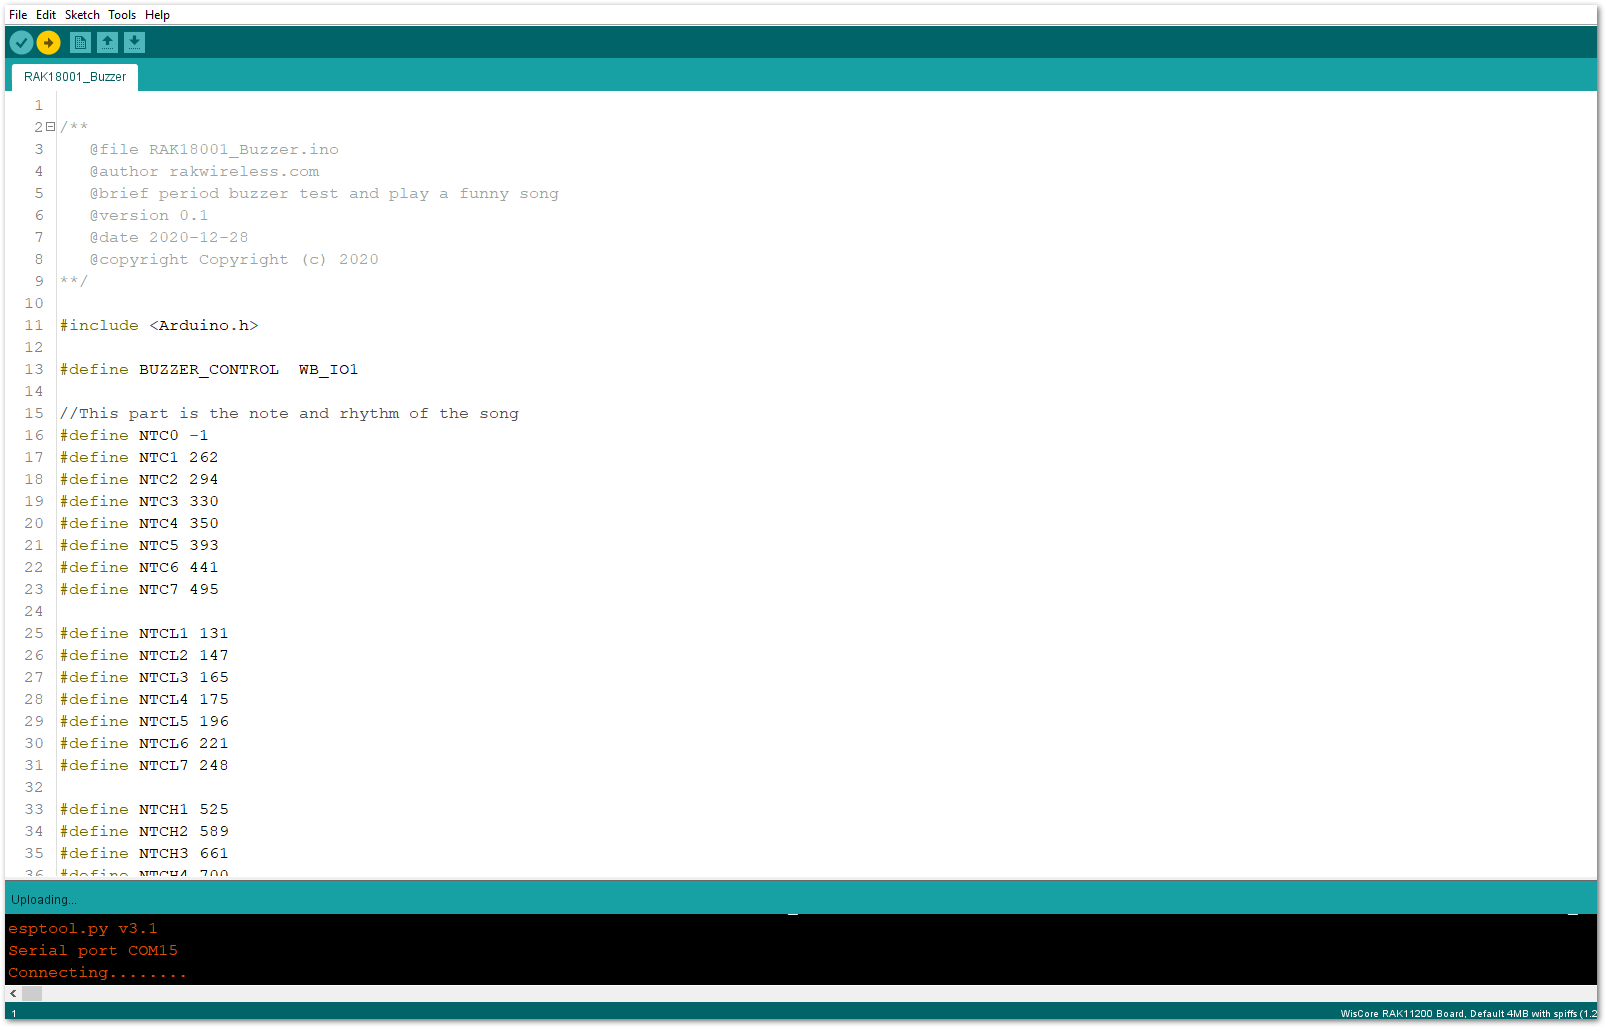 File Edit Sketch Tools Help
RAK18001_Buzzer
1
2 /**
3 @file RAK18001_Buzzer.ino
4 @author rakwireless.com
5 @brief period buzzer test and play a funny song
6 @version 0.1
7 @date 2020-12-28
8 @copyright Copyright (c) 2020
9 **/
10
11 #include <Arduino.h>
12
13 #define BUZZER_CONTROL  WB_IO1
14
15 //This part is the note and rhythm of the song
16 #define NTC0 -1
17 #define NTC1 262
18 #define NTC2 294
19 #define NTC3 330
20 #define NTC4 350
21 #define NTC5 393
22 #define NTC6 441
23 #define NTC7 495
24
25 #define NTCL1 131
26 #define NTCL2 147
27 #define NTCL3 165
28 #define NTCL4 175
29 #define NTCL5 196
30 #define NTCL6 221
31 #define NTCL7 248
32
33 #define NTCH1 525
34 #define NTCH2 589
35 #define NTCH3 661
36 #define NTCH4 700
Uploading...
esptool.py v3.1
Serial port COM15
Connecting........
1
WisCore RAK11200 Board, Default 4MB with spiffs (1.2